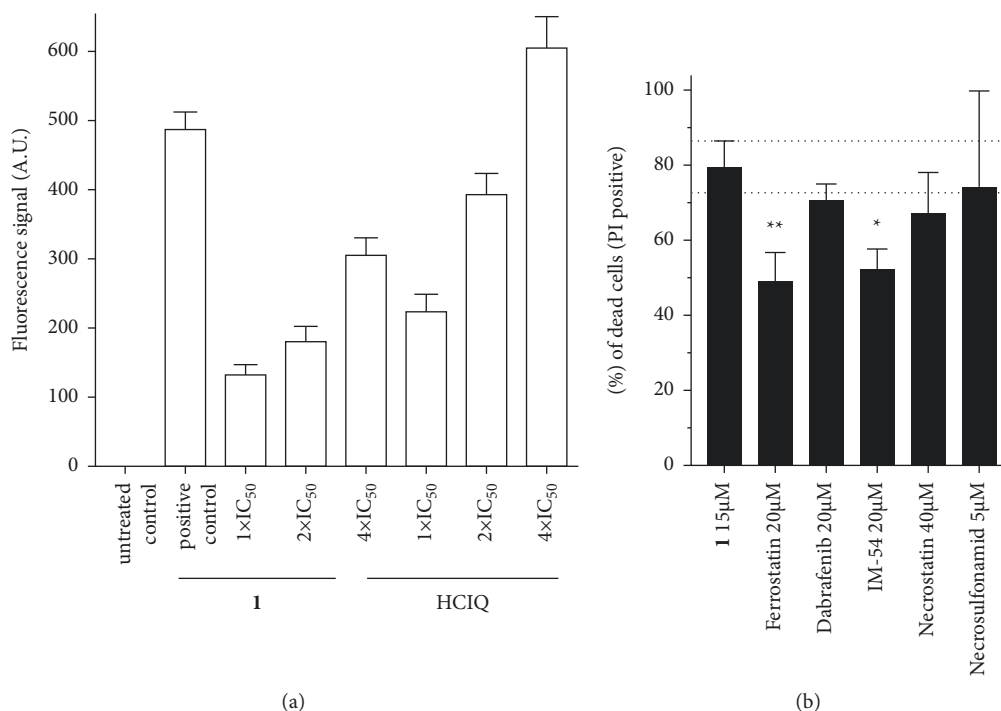 Fluorescence signal (A.U.)
600
500
400
300
200
100
0
untreated
control
positive
control
1×IC50
2×IC50
4×IC50
1×IC50
2×IC50
4×IC50
1
HCIQ
(a)
(%) of dead cells (PI positive)
100
80
60
40
20
0
**
*
1 15μM
Ferrostatin 20μM
Dabrafenib 20μM
IM-54 20μM
Necrostatin 40μM
Necrosulfonamid 5μM
(b)